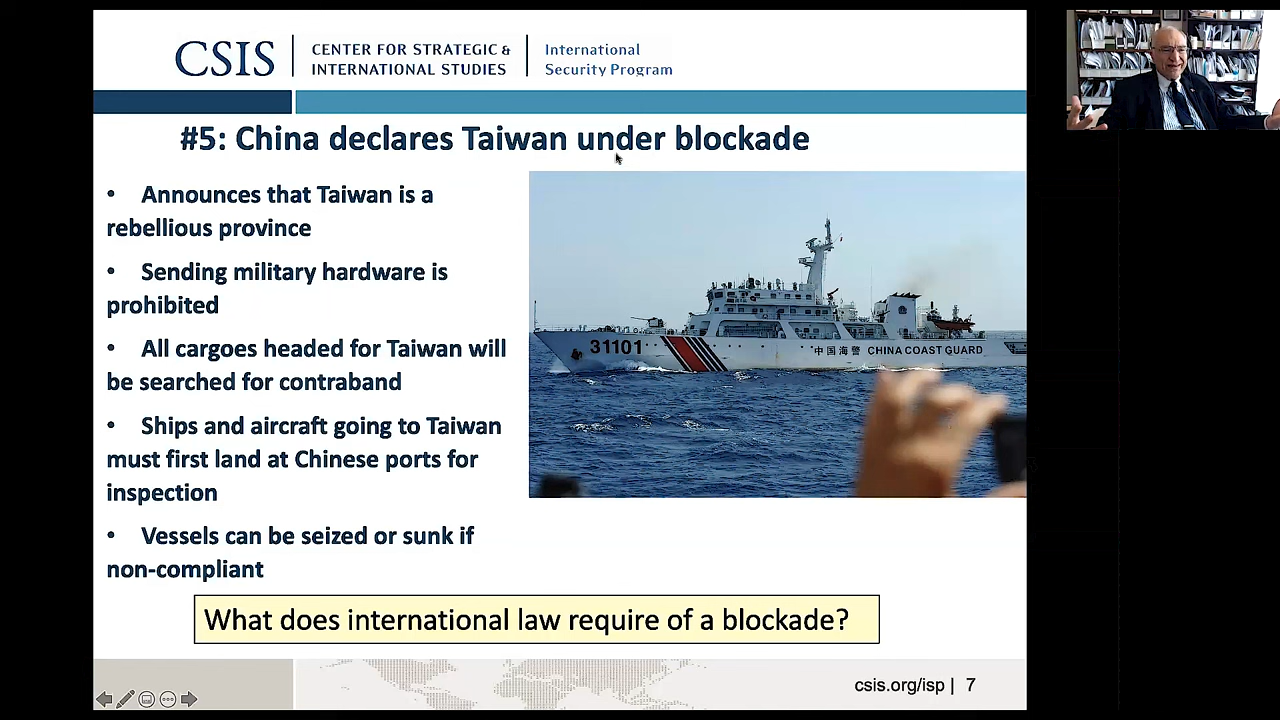 CSIS
CENTER FOR STRATEGIC &
INTERNATIONAL STUDIES
International
Security Program
#5: China declares Taiwan under blockade
• Announces that Taiwan is a
rebellious province
• Sending military hardware is
prohibited
• All cargoes headed for Taiwan will
be searched for contraband
• Ships and aircraft going to Taiwan
must first land at Chinese ports for
inspection
• Vessels can be seized or sunk if
non-compliant
31101
中国海警 CHINA COAST GUARD
What does international law require of a blockade?
csis.org/isp | 7